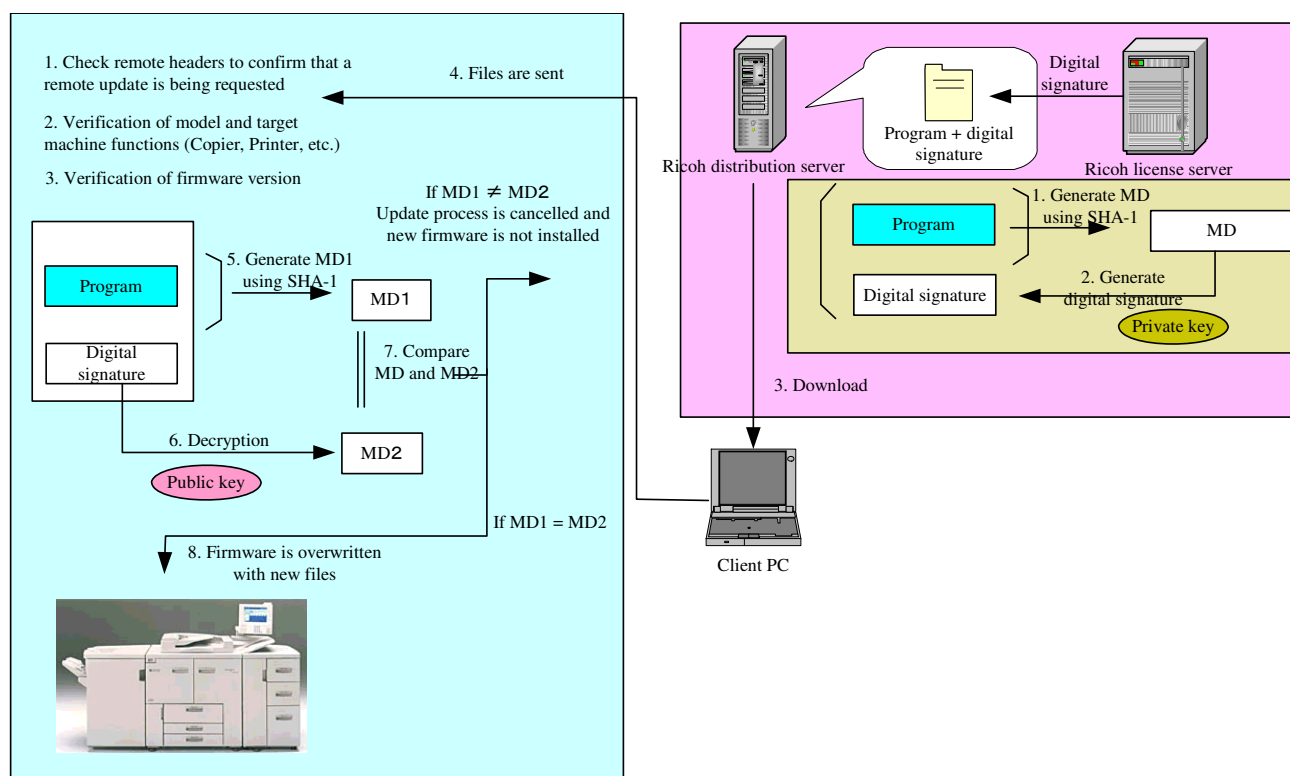 1. Check remote headers to confirm that a
remote update is being requested
2. Verification of model and target
machine functions (Copier, Printer, etc.)
3. Verification of firmware version
4. Files are sent
If MD1 ≠ MD2
Update process is cancelled and
new firmware is not installed
Program
5. Generate MD1
using SHA-1
MD1
Digital
signature
7. Compare
MD and MD2
6. Decryption
MD2
Public key
If MD1 = MD2
8. Firmware is overwritten
with new files
Digital
signature
Program + digital
signature
Ricoh distribution server
Ricoh license server
1. Generate MD
using SHA-1
Program
MD
2. Generate
digital signature
Digital signature
Private key
3. Download
Client PC